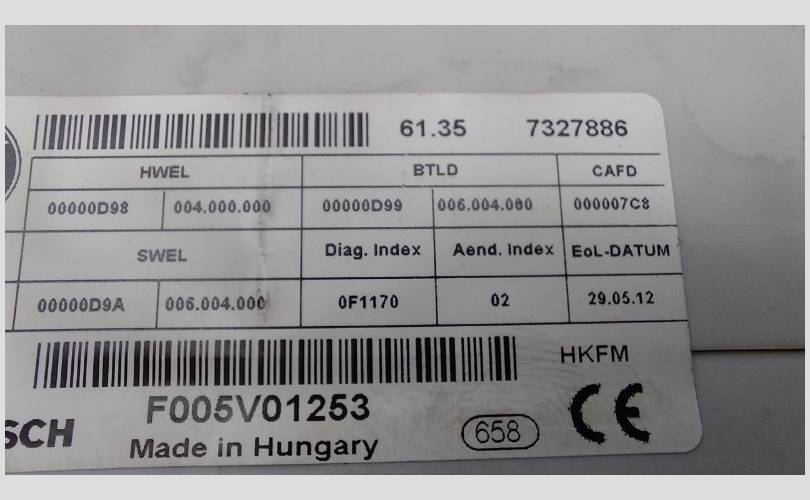 61.35 7327886
HWEL BTLD CAFD
00000D98 004.000.000 00000D99 006.004.000 000007C8
SWEL Diag. Index Aend. Index EoL-DATUM
00000D9A 006.004.000 0F1170 02 29.05.12
HKFM
F005V01253
SCH Made in Hungary 658 CE